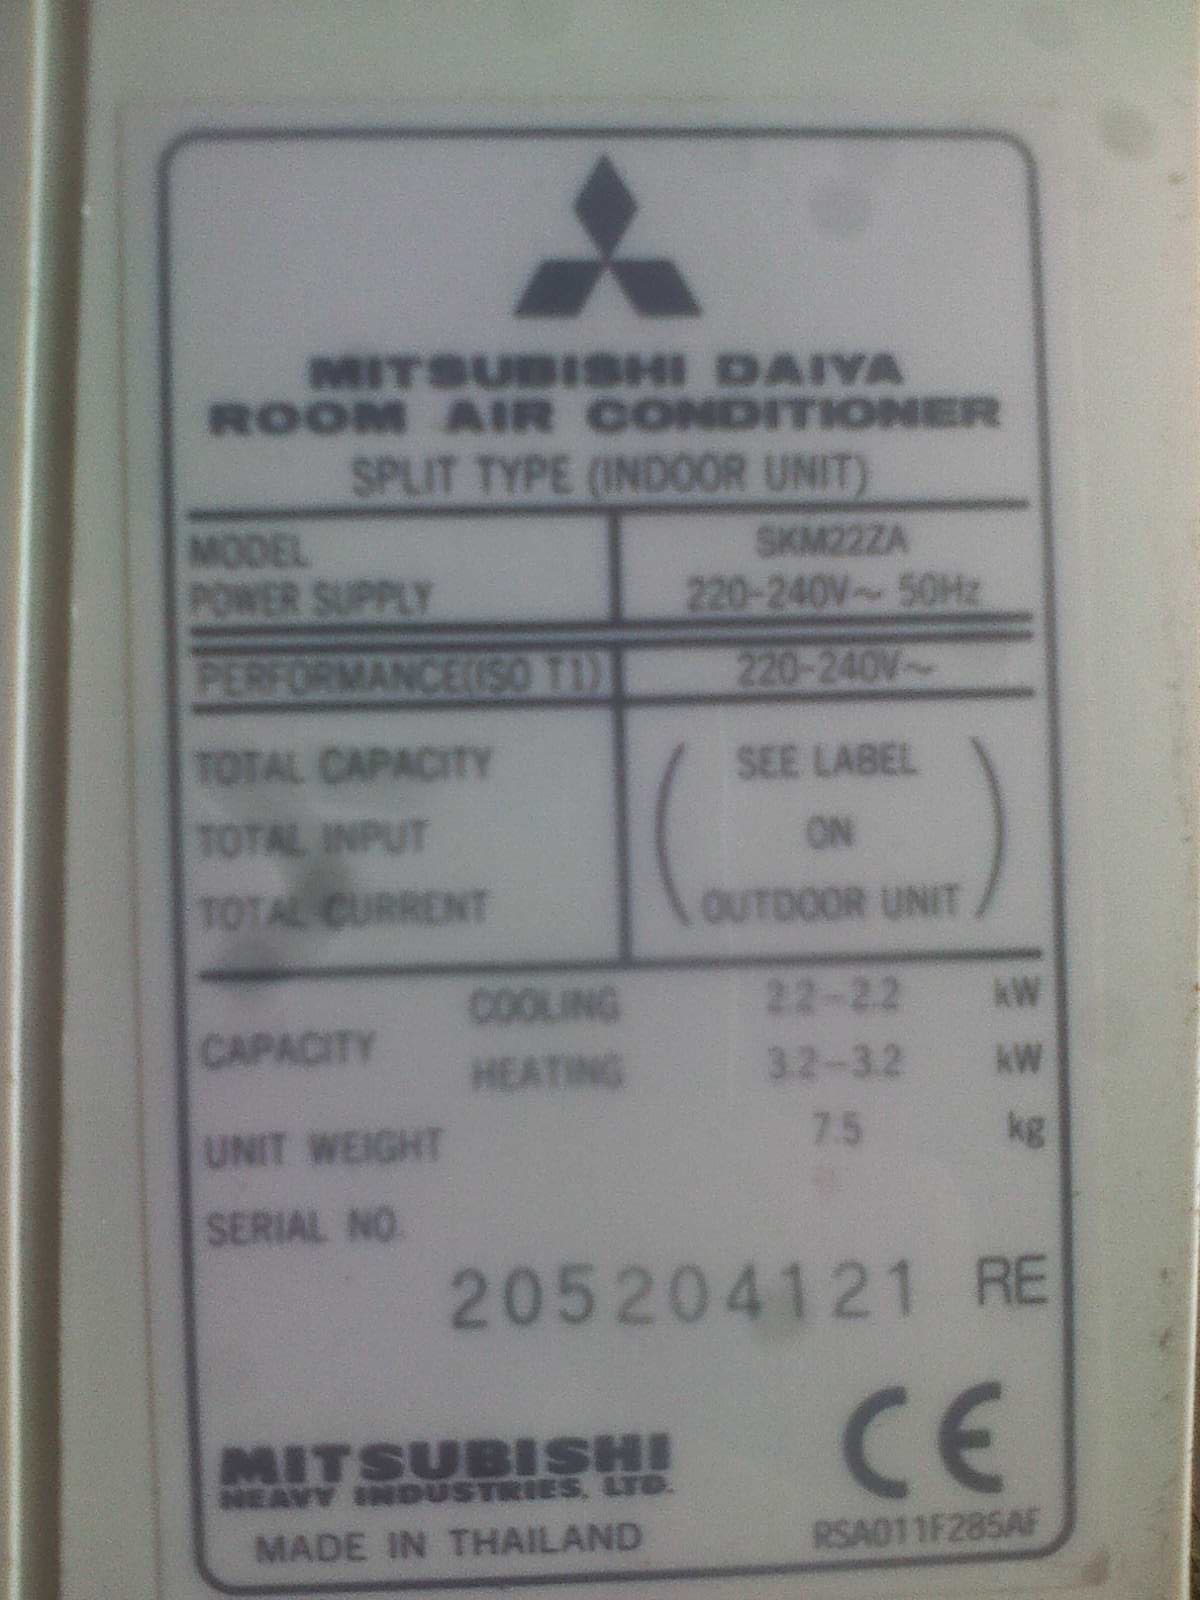 MITSUBISHI DAIYA
ROOM AIR CONDITIONER
SPLIT TYPE (INDOOR UNIT)
MODEL SKM22ZA
POWER SUPPLY 220-240V~ 50Hz
PERFORMANCE(ISO T1) 220-240V~
TOTAL CAPACITY (SEE LABEL
TOTAL INPUT ON
TOTAL CURRENT OUTDOOR UNIT)
CAPACITY COOLING 2.2-2.2 kW
HEATING 3.2-3.2 kW
UNIT WEIGHT 7.5 kg
SERIAL NO.
205204121 RE
MITSUBISHI
HEAVY INDUSTRIES, LTD.
CE
MADE IN THAILAND
RSA011F285AF